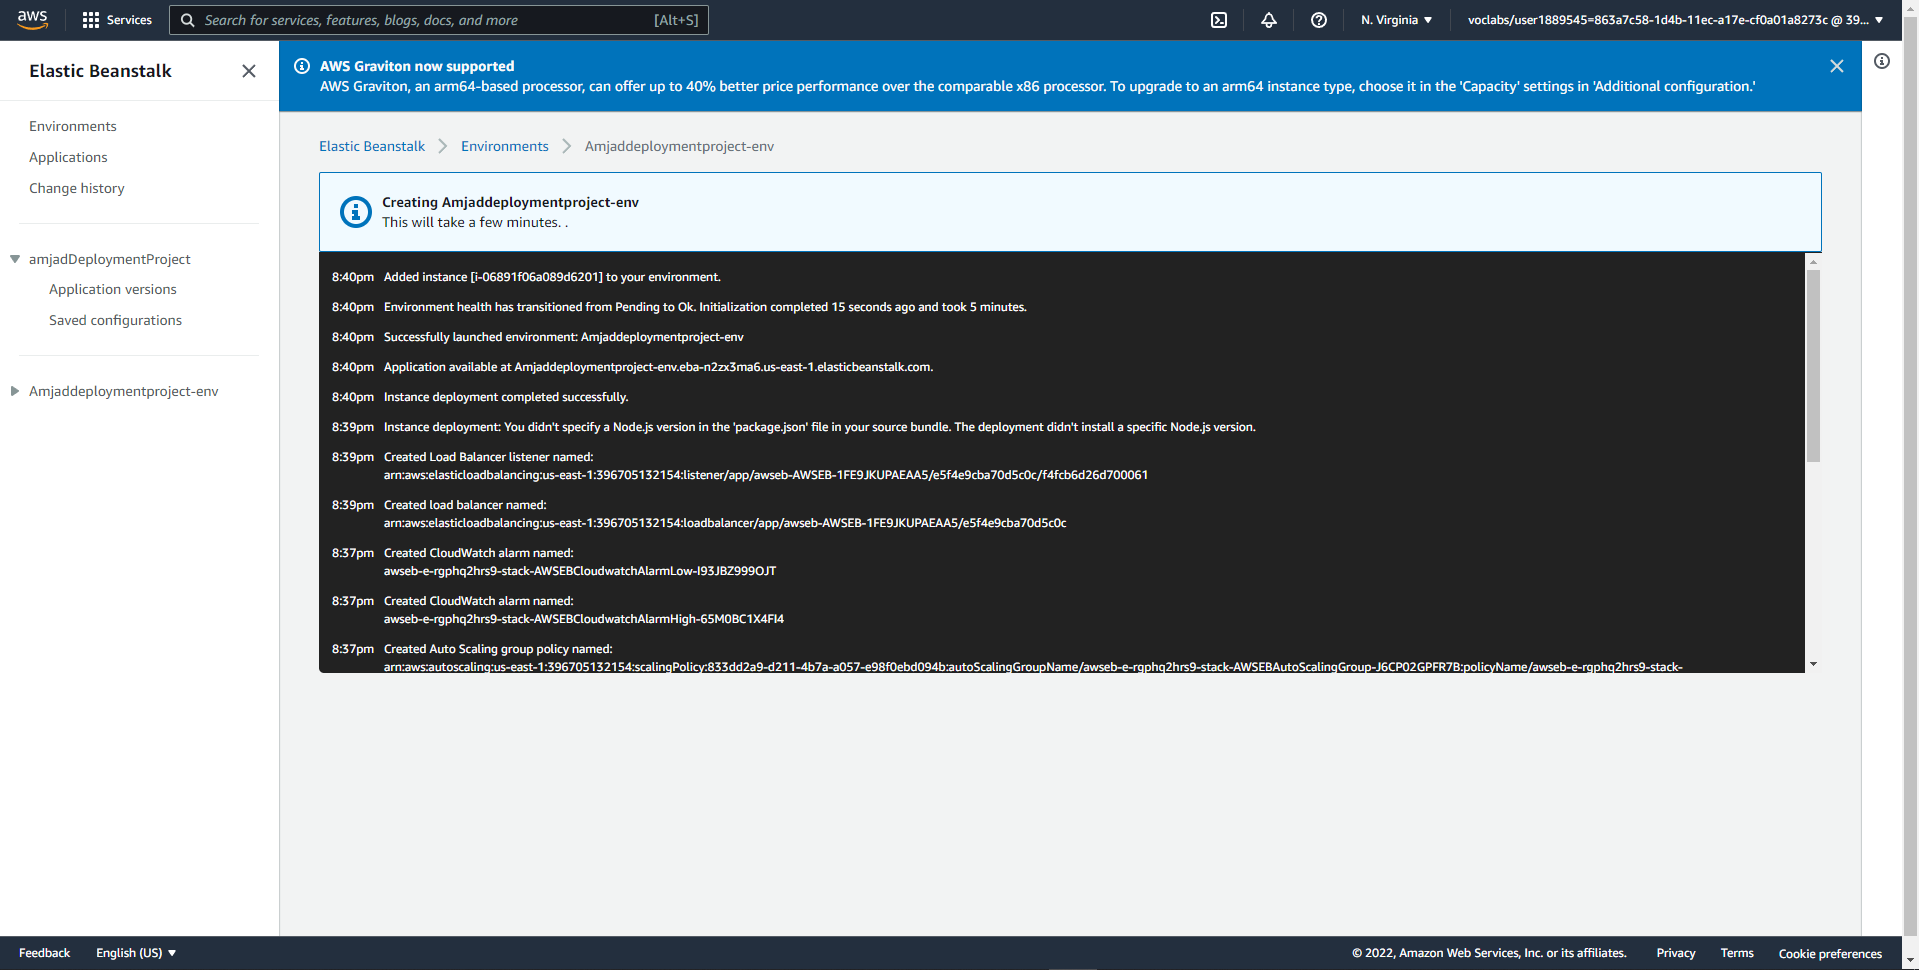 aws
Services
Search for services, features, blogs, docs, and more [Alt+S]
N. Virginia
voclabs/user1889545=863a7c58-1d4b-11ec-a17e-cf0a01a8273c @ 39...
Elastic Beanstalk
Environments
Applications
Change history
amjadDeploymentProject
Application versions
Saved configurations
Amjaddeploymentproject-env
AWS Graviton now supported
AWS Graviton, an arm64-based processor, can offer up to 40% better price performance over the comparable x86 processor. To upgrade to an arm64 instance type, choose it in the 'Capacity' settings in 'Additional configuration.'
Elastic Beanstalk Environments Amjaddeploymentproject-env
Creating Amjaddeploymentproject-env
This will take a few minutes. .
8:40pm Added instance [i-06891f06a089d6201] to your environment.
8:40pm Environment health has transitioned from Pending to Ok. Initialization completed 15 seconds ago and took 5 minutes.
8:40pm Successfully launched environment: Amjaddeploymentproject-env
8:40pm Application available at Amjaddeploymentproject-env.eba-n2zx3ma6.us-east-1.elasticbeanstalk.com.
8:40pm Instance deployment completed successfully.
8:39pm Instance deployment: You didn't specify a Node.js version in the 'package.json' file in your source bundle. The deployment didn't install a specific Node.js version.
8:39pm Created Load Balancer listener named:
arn:aws:elasticloadbalancing:us-east-1:396705132154:listener/app/awseb-AWSEB-1FE9JKUPAEAA5/e5f4e9cba70d5c0c/f4fcb6d26d700061
8:39pm Created load balancer named:
arn:aws:elasticloadbalancing:us-east-1:396705132154:loadbalancer/app/awseb-AWSEB-1FE9JKUPAEAA5/e5f4e9cba70d5c0c
8:37pm Created CloudWatch alarm named:
awseb-e-rgphq2hrs9-stack-AWSEBCloudwatchAlarmLow-I93JBZ999OJT
8:37pm Created CloudWatch alarm named:
awseb-e-rgphq2hrs9-stack-AWSEBCloudwatchAlarmHigh-65M0BC1X4FI4
8:37pm Created Auto Scaling group policy named:
arn:aws:autoscaling:us-east-1:396705132154:scalingPolicy:833dd2a9-d211-4b7a-a057-e98f0ebd094b:autoScalingGroupName/awseb-e-rgphq2hrs9-stack-AWSEBAutoScalingGroup-J6CP02GPFR7B:policyName/awseb-e-rgphq2hrs9-stack-
Feedback English (US)
© 2022, Amazon Web Services, Inc. or its affiliates. Privacy Terms Cookie preferences